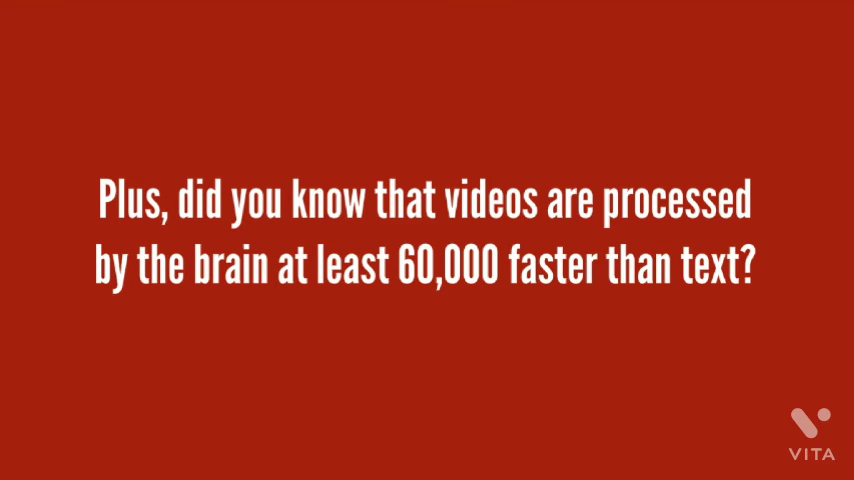 Plus, did you know that videos are processed
by the brain at least 60,000 faster than text?
VITA